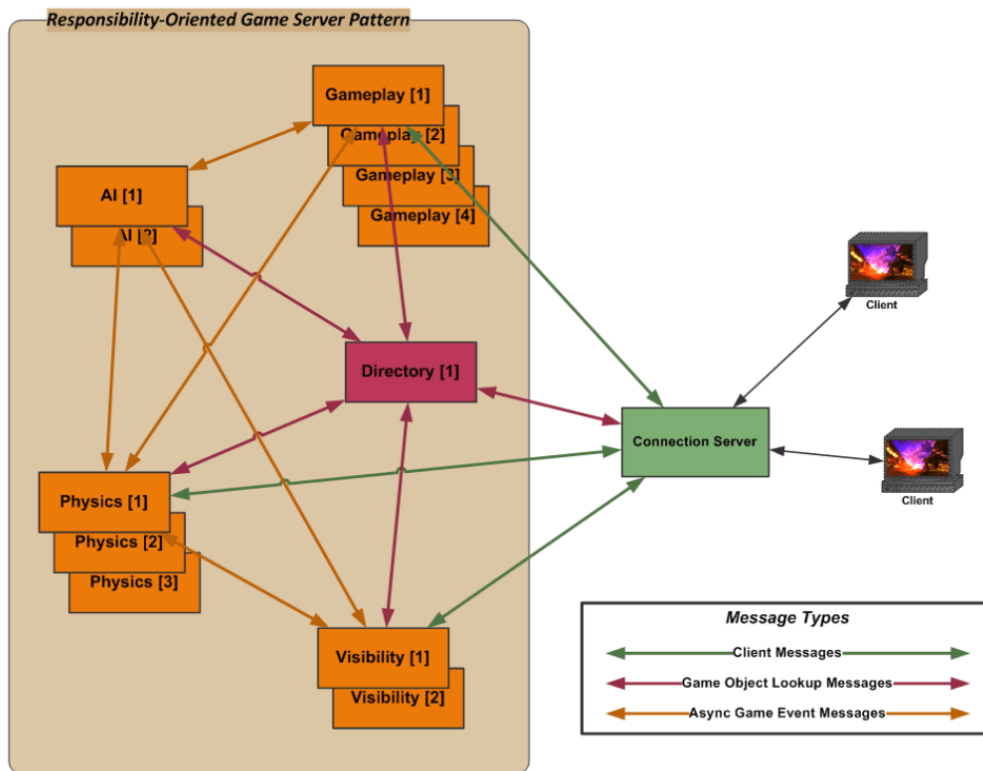 Responsibility-Oriented Game Server Pattern
Gameplay [1]
Gameplay [2]
Gameplay [3]
Gameplay [4]
AI [1]
AI [2]
Directory [1]
Connection Server
Client
Client
Physics [1]
Physics [2]
Physics [3]
Visibility [1]
Visibility [2]
Message Types
Client Messages
Game Object Lookup Messages
Async Game Event Messages